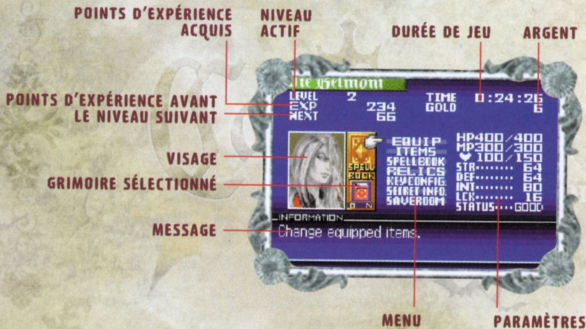 POINTS D'EXPÉRIENCE
ACQUIS
NIVEAU
ACTIF
DURÉE DE JEU
ARGENT
Belmont
LEVEL 2
TIME 0:24:26
POINTS D'EXPÉRIENCE AVANT
LE NIVEAU SUIVANT
EXP 234
GOLD 6
NEXT 66
VISAGE
SPELL
BOOK
GRIMOIRE SÉLECTIONNÉ
EQUIP
ITEMS
SPELLBOOK
RELICS
KEYCONFIG.
SECRET INFO.
SAVEROOM
HP400/400
MP300/300
♥ 100/150
STR........ 64
DEF........ 64
INT........ 80
LCK........ 16
STATUS....GOOD
INFORMATION
MESSAGE
Change equipped items.
MENU
PARAMÈTRES